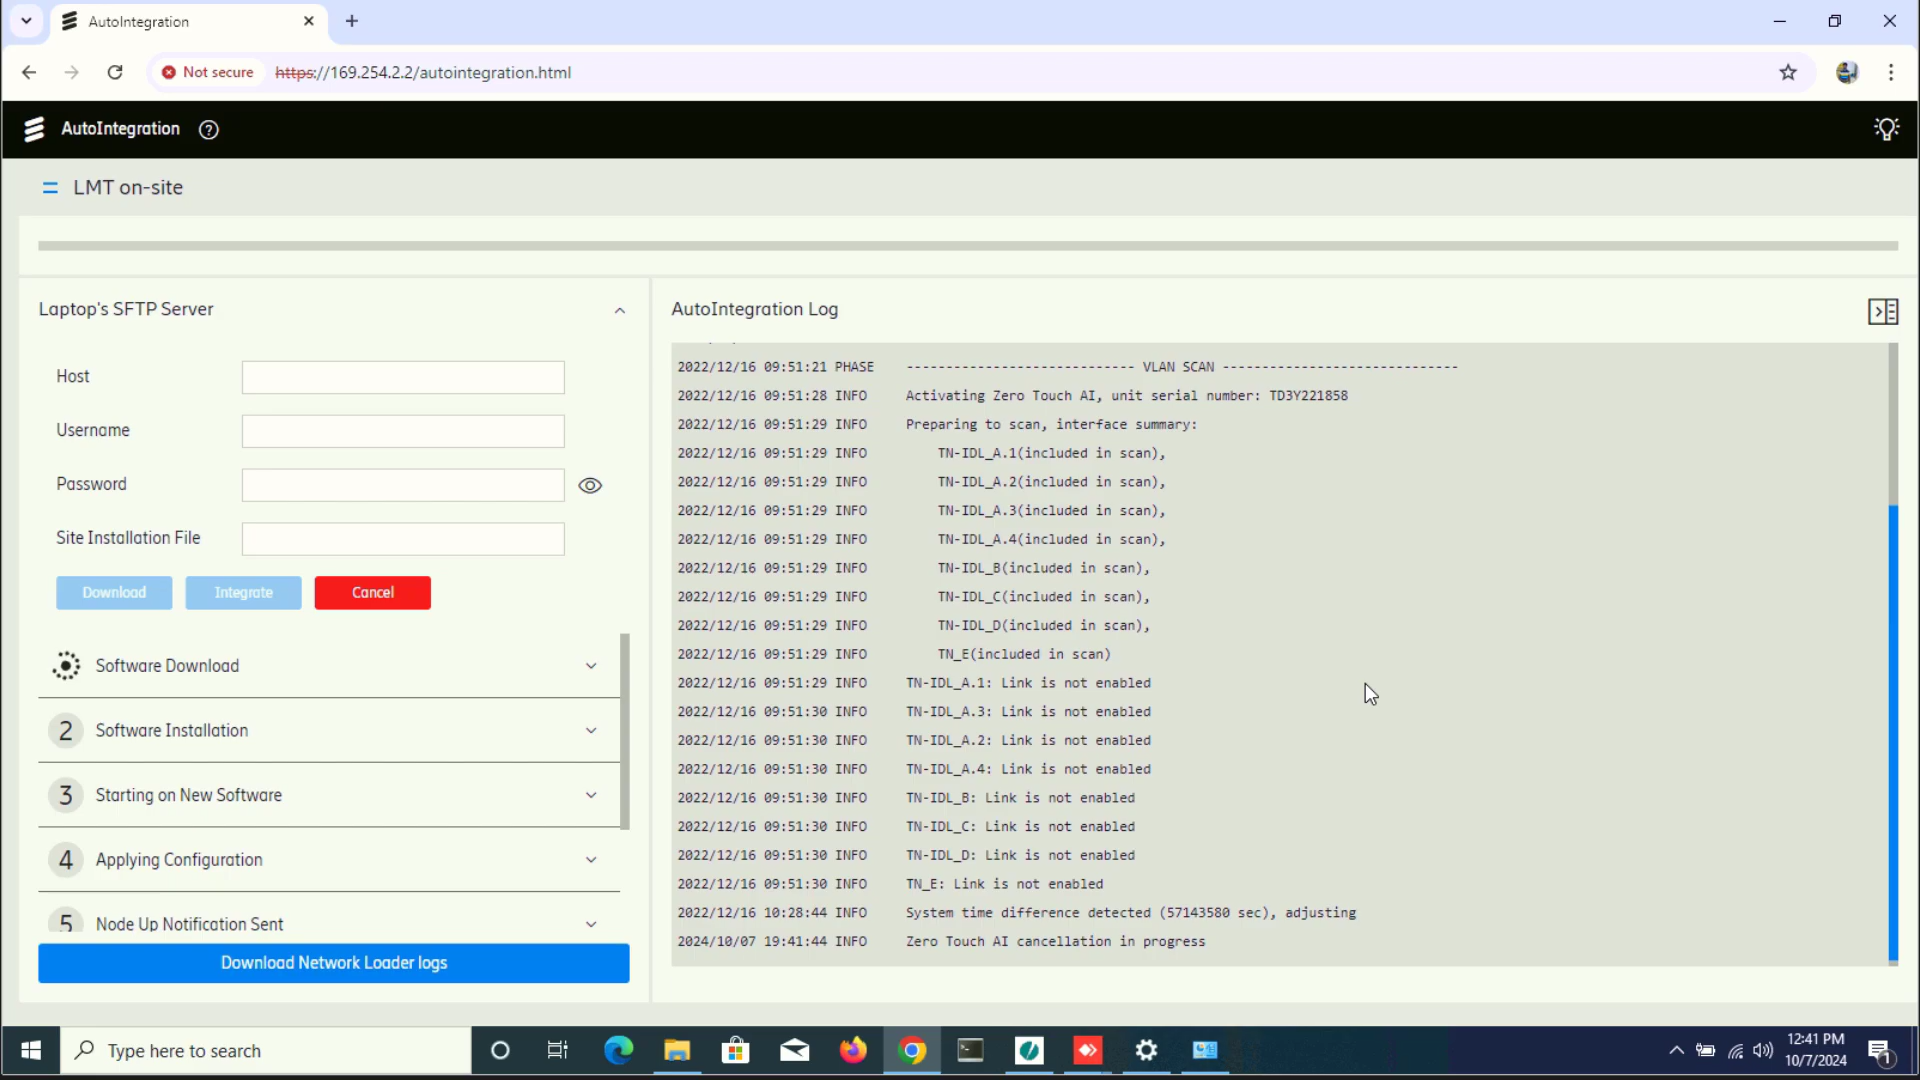 AutoIntegration
Not secure https://169.254.2.2/autointegration.html
AutoIntegration ?
LMT on-site
Laptop's SFTP Server
Host
Username
Password
Site Installation File
Download Integrate Cancel
Software Download
2 Software Installation
3 Starting on New Software
4 Applying Configuration
5 Node Up Notification Sent
Download Network Loader logs
AutoIntegration Log
2022/12/16 09:51:21 PHASE ----------------------------- VLAN SCAN ------------------------------
2022/12/16 09:51:28 INFO Activating Zero Touch AI, unit serial number: TD3Y221858
2022/12/16 09:51:29 INFO Preparing to scan, interface summary:
2022/12/16 09:51:29 INFO TN-IDL_A.1(included in scan),
2022/12/16 09:51:29 INFO TN-IDL_A.2(included in scan),
2022/12/16 09:51:29 INFO TN-IDL_A.3(included in scan),
2022/12/16 09:51:29 INFO TN-IDL_A.4(included in scan),
2022/12/16 09:51:29 INFO TN-IDL_B(included in scan),
2022/12/16 09:51:29 INFO TN-IDL_C(included in scan),
2022/12/16 09:51:29 INFO TN-IDL_D(included in scan),
2022/12/16 09:51:29 INFO TN_E(included in scan)
2022/12/16 09:51:29 INFO TN-IDL_A.1: Link is not enabled
2022/12/16 09:51:30 INFO TN-IDL_A.3: Link is not enabled
2022/12/16 09:51:30 INFO TN-IDL_A.2: Link is not enabled
2022/12/16 09:51:30 INFO TN-IDL_A.4: Link is not enabled
2022/12/16 09:51:30 INFO TN-IDL_B: Link is not enabled
2022/12/16 09:51:30 INFO TN-IDL_C: Link is not enabled
2022/12/16 09:51:30 INFO TN-IDL_D: Link is not enabled
2022/12/16 09:51:30 INFO TN_E: Link is not enabled
2022/12/16 10:28:44 INFO System time difference detected (57143580 sec), adjusting
2024/10/07 19:41:44 INFO Zero Touch AI cancellation in progress
Type here to search
12:41 PM
10/7/2024
1